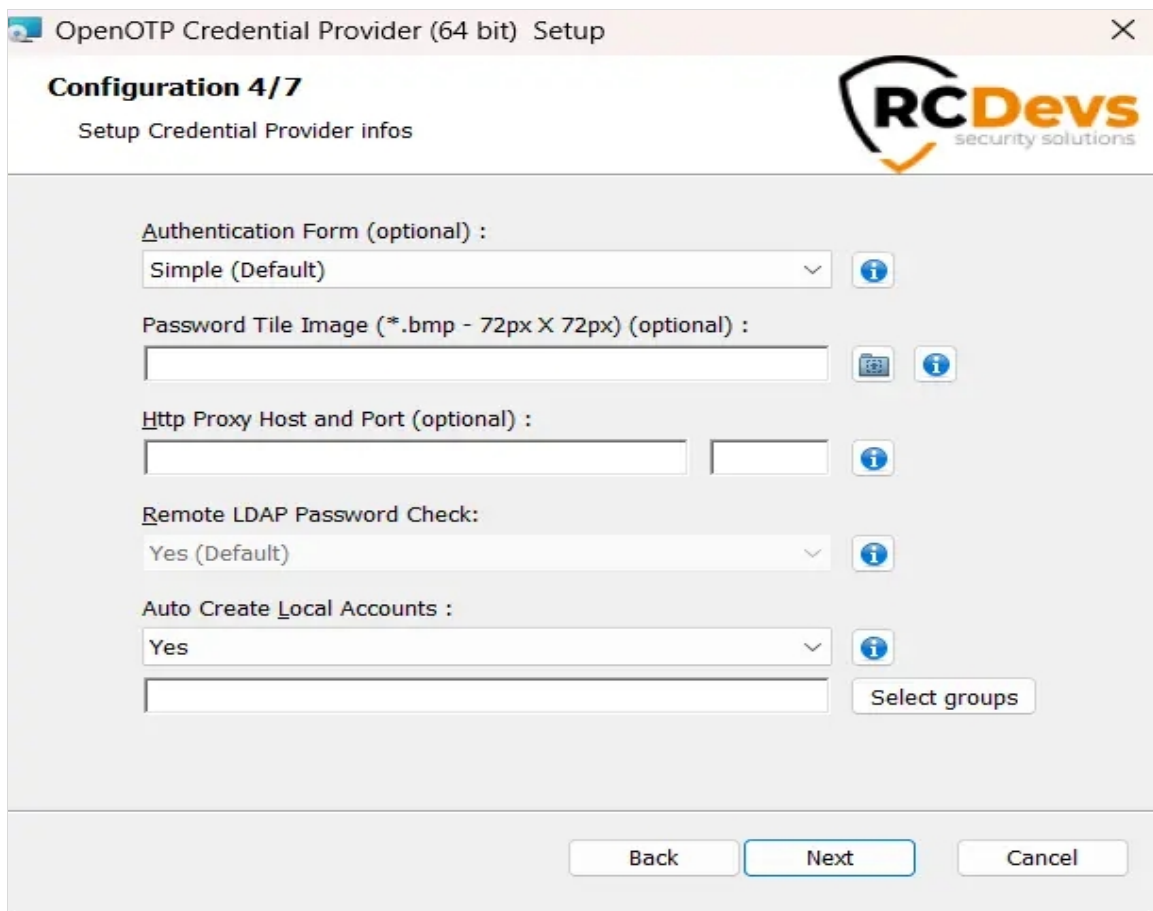 OpenOTP Credential Provider (64 bit) Setup
Configuration 4/7
Setup Credential Provider infos
RCDevs
security solutions
Authentication Form (optional) :
Simple (Default)
Password Tile Image (*.bmp - 72px X 72px) (optional) :
Http Proxy Host and Port (optional) :
Remote LDAP Password Check:
Yes (Default)
Auto Create Local Accounts :
Yes
Select groups
Back Next Cancel